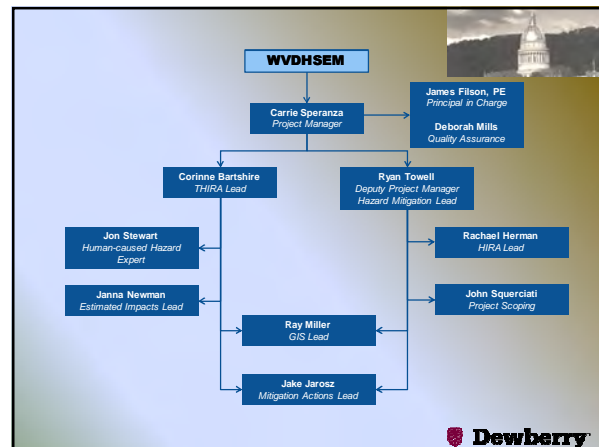 WVDHSEM
James Filson, PE
Principal in Charge
Deborah Mills
Quality Assurance
Carrie Speranza
Project Manager
Corinne Bartshire
THIRA Lead
Ryan Towell
Deputy Project Manager
Hazard Mitigation Lead
Jon Stewart
Human-caused Hazard
Expert
Rachael Herman
HIRA Lead
Janna Newman
Estimated Impacts Lead
John Squerciati
Project Scoping
Ray Miller
GIS Lead
Jake Jarosz
Mitigation Actions Lead
Dewberry